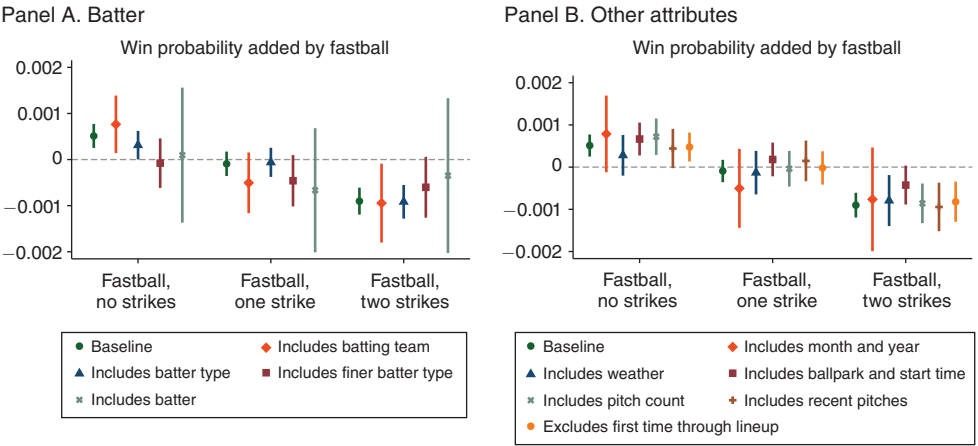 Panel A. Batter
Win probability added by fastball
0.002
0.001
0
−0.001
−0.002
Fastball,
no strikes
Fastball,
one strike
Fastball,
two strikes
Baseline
Includes batting team
Includes batter type
Includes finer batter type
Includes batter
Panel B. Other attributes
Win probability added by fastball
0.002
0.001
0
−0.001
−0.002
Fastball,
no strikes
Fastball,
one strike
Fastball,
two strikes
Baseline
Includes month and year
Includes weather
Includes ballpark and start time
Includes pitch count
Includes recent pitches
Excludes first time through lineup